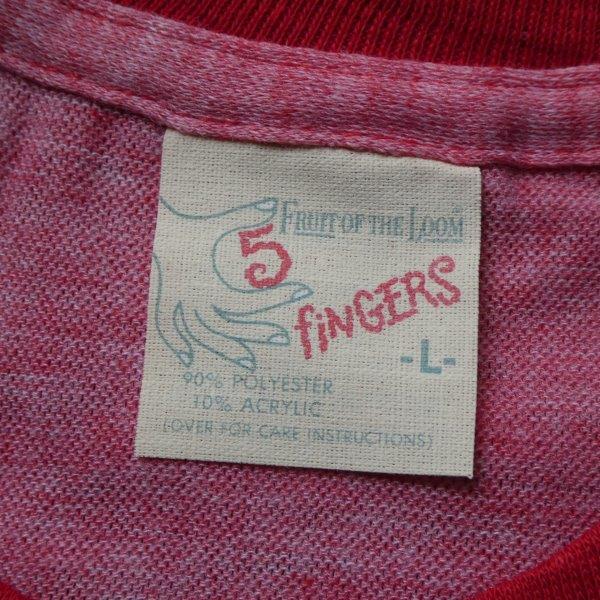 FRUIT OF THE LOOM
5
fiNGERS
-L-
90% POLYESTER
10% ACRYLIC
(OVER FOR CARE INSTRUCTIONS)